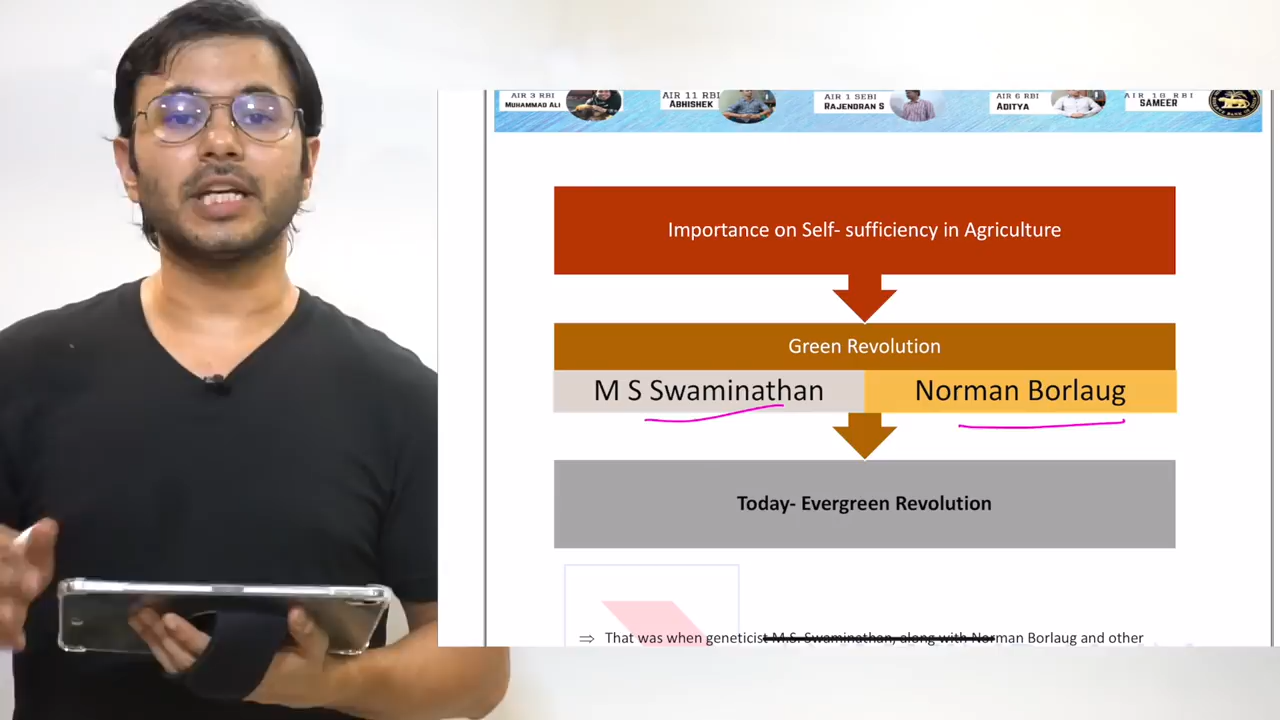 AIR 3 RBI
MUHAMMAD ALI
AIR 11 RBI
ABHISHEK
AIR 1 SEBI
RAJENDRAN S
AIR 6 RBI
ADITYA
AIR 18 RBI
SAMEER
Importance on Self- sufficiency in Agriculture
Green Revolution
M S Swaminathan
Norman Borlaug
Today- Evergreen Revolution
⇒ That was when geneticist M.S. Swaminathan, along with Norman Borlaug and other